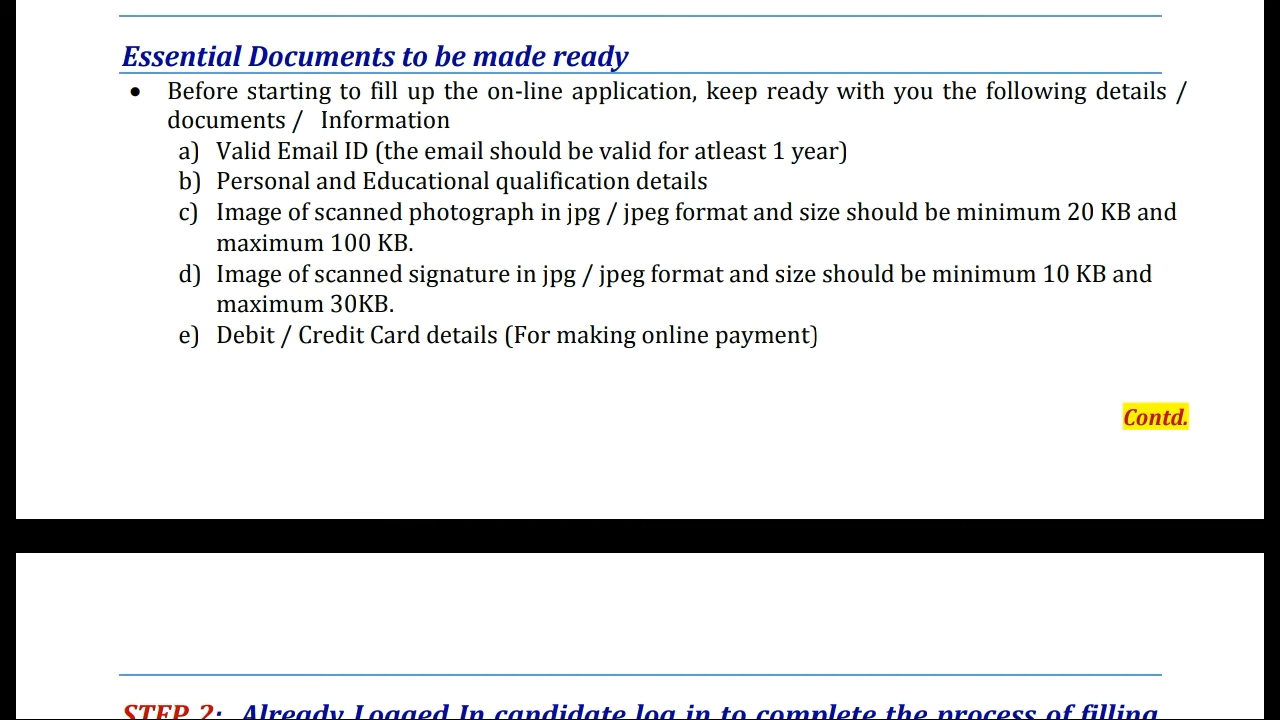 Essential Documents to be made ready
• Before starting to fill up the on-line application, keep ready with you the following details /
documents / Information
a) Valid Email ID (the email should be valid for atleast 1 year)
b) Personal and Educational qualification details
c) Image of scanned photograph in jpg / jpeg format and size should be minimum 20 KB and
maximum 100 KB.
d) Image of scanned signature in jpg / jpeg format and size should be minimum 10 KB and
maximum 30KB.
e) Debit / Credit Card details (For making online payment)
Contd.
STEP 2: Already Logged In candidate log in to complete the process of filling